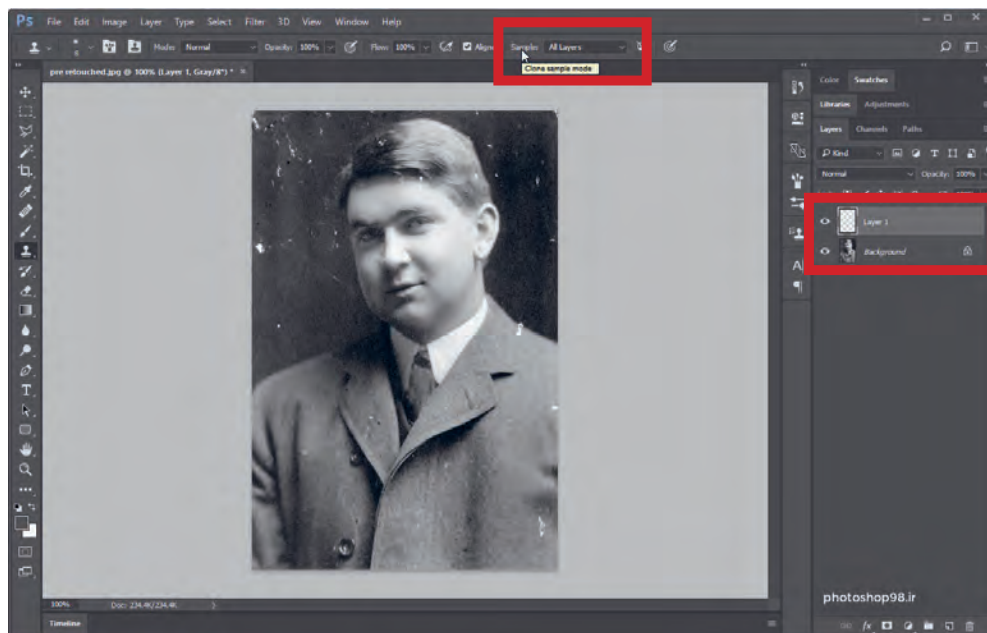 Ps File Edit Image Layer Type Select Filter 3D View Window Help
Mode: Normal Opacity: 100% Flow: 100% Sample: All Layers
Clone sample mode
pre retouched.jpg @ 100% (Layer 1, Gray/8*) * ×
Color Swatches
Libraries Adjustments
Layers Channels Paths
Kind
Normal Opacity: 100%
Layer 1
Background
photoshop98.ir
100% Doc: 234.4K/234.4K
Timeline